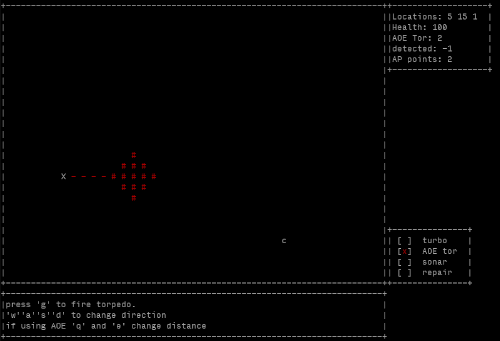 Locations: 5 15 1
Health: 100
AOE Tor: 2
detected: -1
AP points: 2
X - - - - # # # # #
#
# # #
# # #
#
c
[ ] turbo
[x] AOE tor
[ ] sonar
[ ] repair
press 'g' to fire torpedo.
'w''a''s''d' to change direction
if using AOE 'q' and 'e' change distance